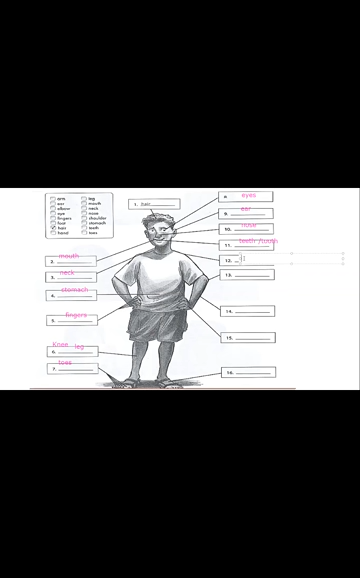 arm
ear
elbow
eye
fingers
foot
hair
hand
leg
mouth
neck
nose
shoulder
stomach
teeth
toes
1. hair
2. mouth
3. neck
4. stomach
5. fingers
6. Knee leg
7. toes
8. eyes
9. ear
10. nose
11. teeth /tooth
12.
13.
14.
15.
16.